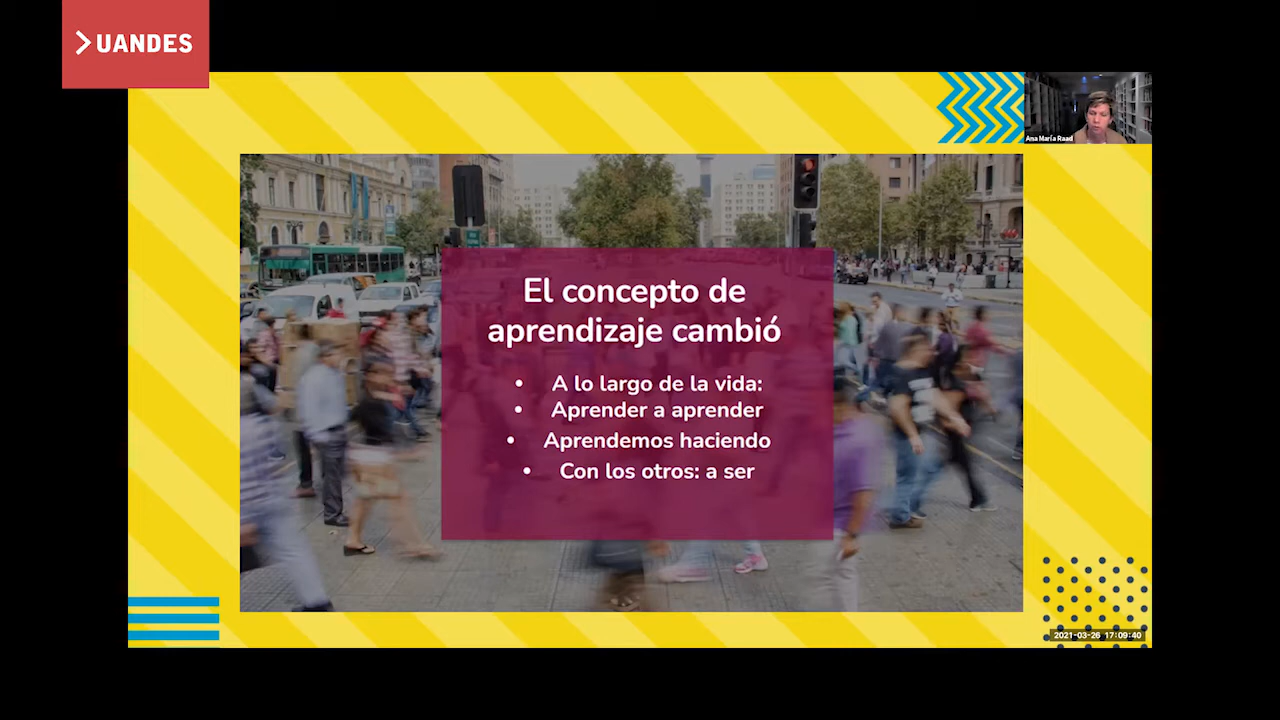 UANDES
Ana María Raad
El concepto de
aprendizaje cambió
• A lo largo de la vida:
• Aprender a aprender
• Aprendemos haciendo
• Con los otros: a ser
2021-03-26 17:09:40